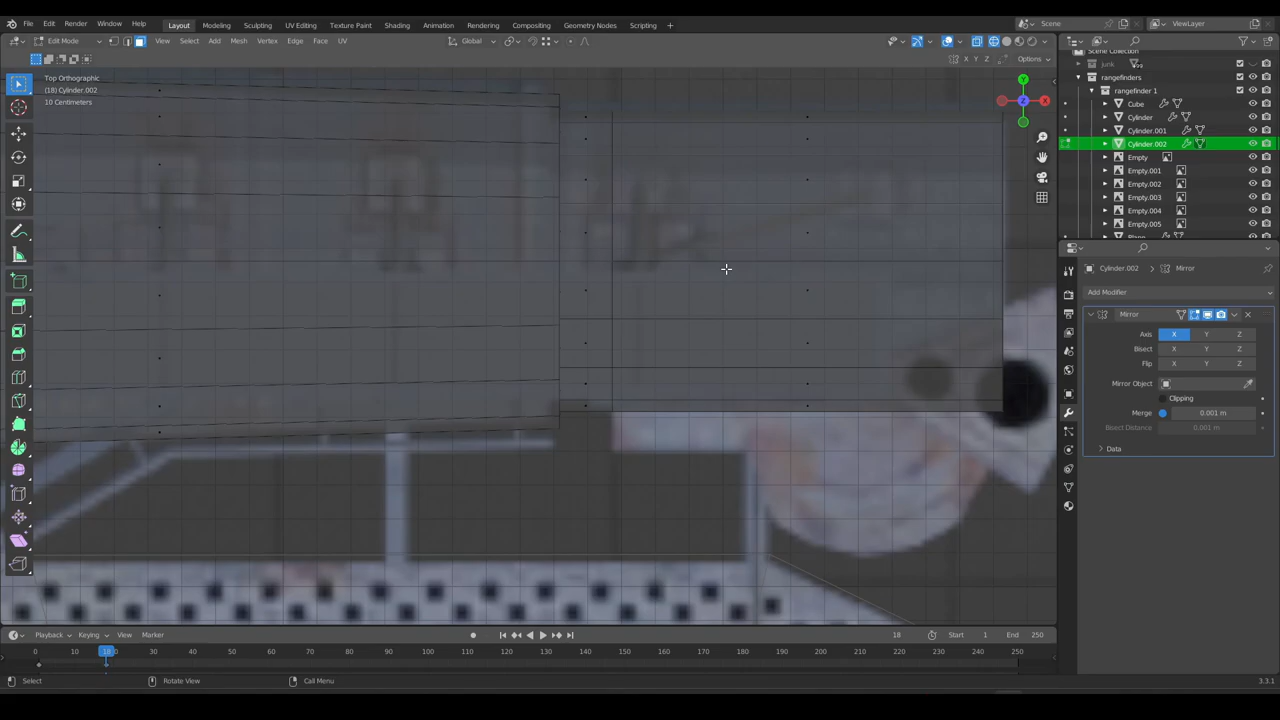 File Edit Render Window Help Layout Modeling Sculpting UV Editing Texture Paint Shading Animation Rendering Compositing Geometry Nodes Scripting + Scene ViewLayer
Edit Mode View Select Add Mesh Vertex Edge Face UV Global
X Y Z Options
Top Orthographic
(18) Cylinder.002
10 Centimeters
Y
X
Z
Scene Collection
junk
rangefinders
rangefinder 1
Cube
Cylinder
Cylinder.001
Cylinder.002
Empty
Empty.001
Empty.002
Empty.003
Empty.004
Empty.005
Cylinder.002 > Mirror
Add Modifier
Mirror
Axis X Y Z
Bisect X Y Z
Flip X Y Z
Mirror Object
Clipping
Merge 0.001 m
Bisect Distance 0.001 m
Data
Playback Keying View Marker 18 Start 1 End 250
0 10 18 20 30 40 50 60 70 80 90 100 110 120 130 140 150 160 170 180 190 200 210 220 230 240 250
Select Rotate View Call Menu 3.3.1